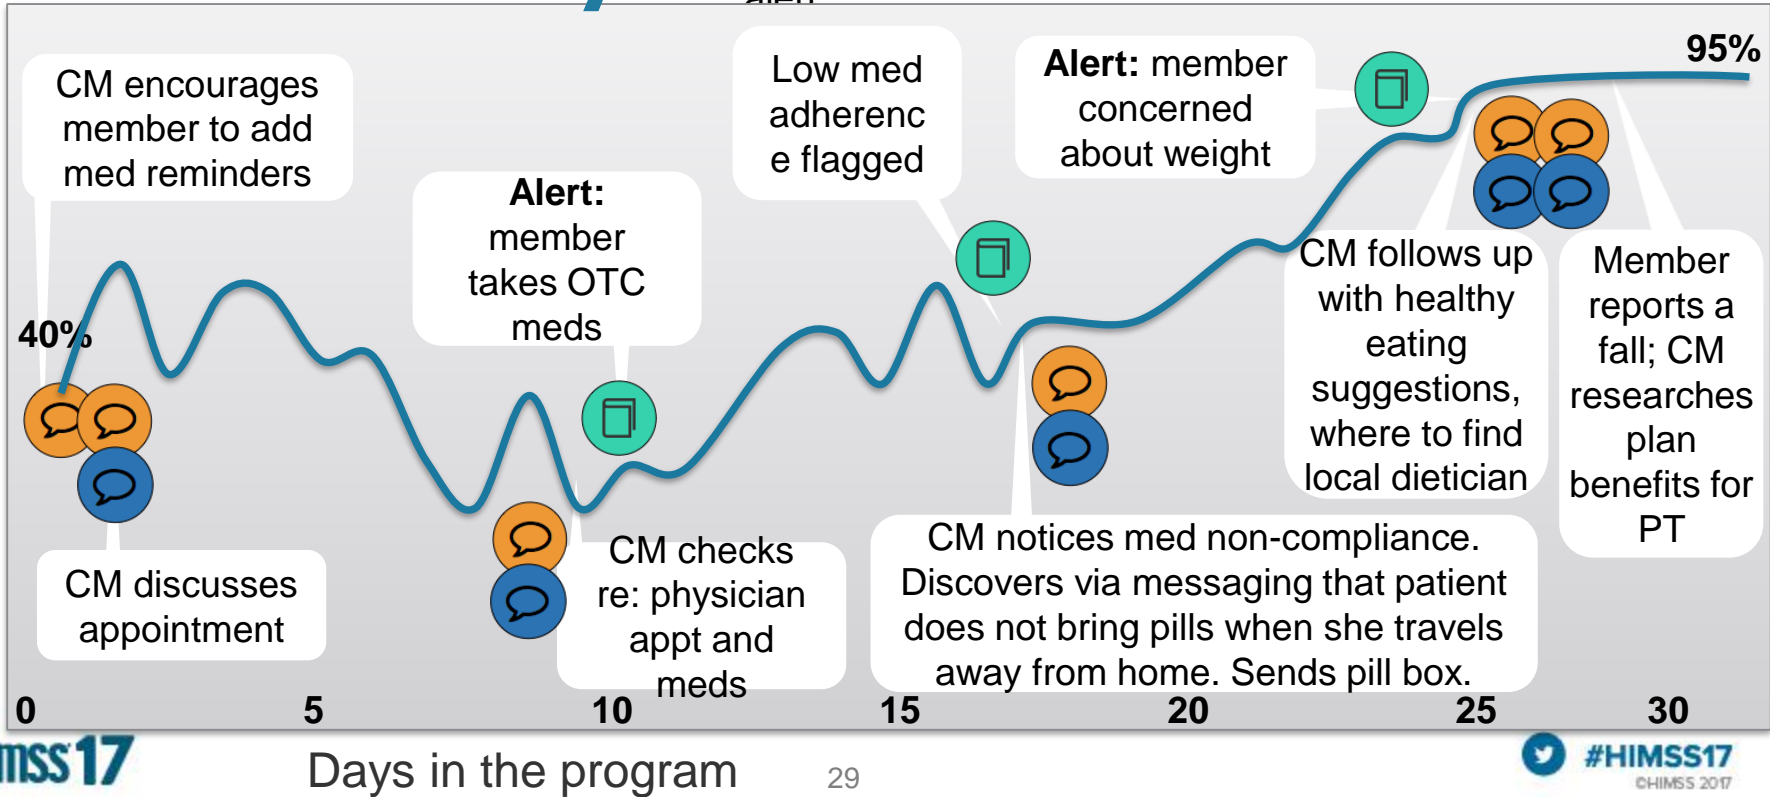 CM encourages
member to add
med reminders
40%
CM discusses
appointment
Alert:
member
takes OTC
meds
CM checks
re: physician
appt and
meds
Low med
adherenc
e flagged
Alert: member
concerned
about weight
95%
CM notices med non-compliance.
Discovers via messaging that patient
does not bring pills when she travels
away from home. Sends pill box.
CM follows up
with healthy
eating
suggestions,
where to find
local dietician
Member
reports a
fall; CM
researches
plan
benefits for
PT
0 5 10 15 20 25 30
Days in the program
29
#HIMSS17
©HIMSS 2017